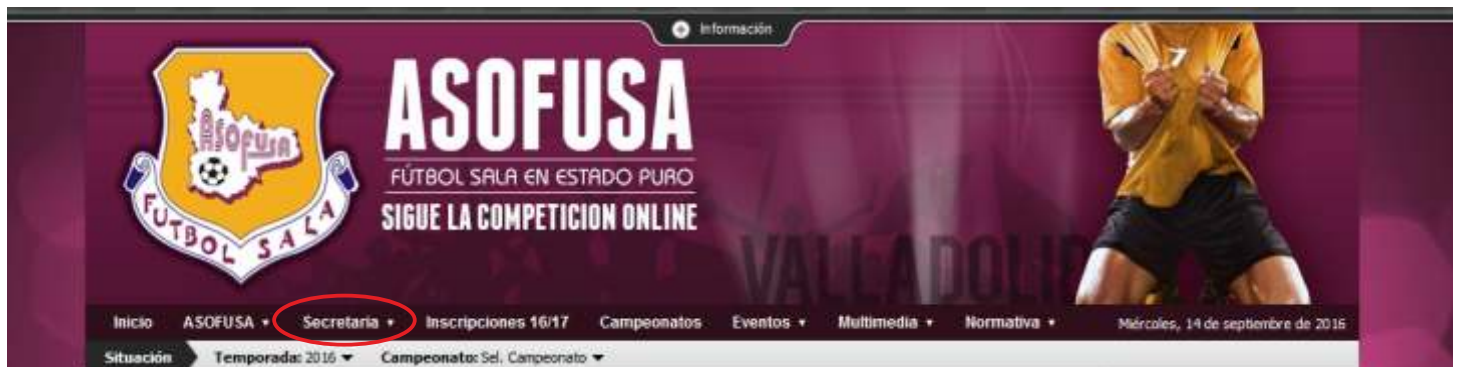 Información
ASOFUSA
FUTBOL SALA
ASOFUSA
FÚTBOL SALA EN ESTADO PURO
SIGUE LA COMPETICION ONLINE
7
VALLADOLID
Inicio ASOFUSA Secretaria Inscripciones 16/17 Campeonatos Eventos Multimedia Normativa Miércoles, 14 de septiembre de 2016
Situación Temporada: 2016 Campeonato: Sel. Campeonato